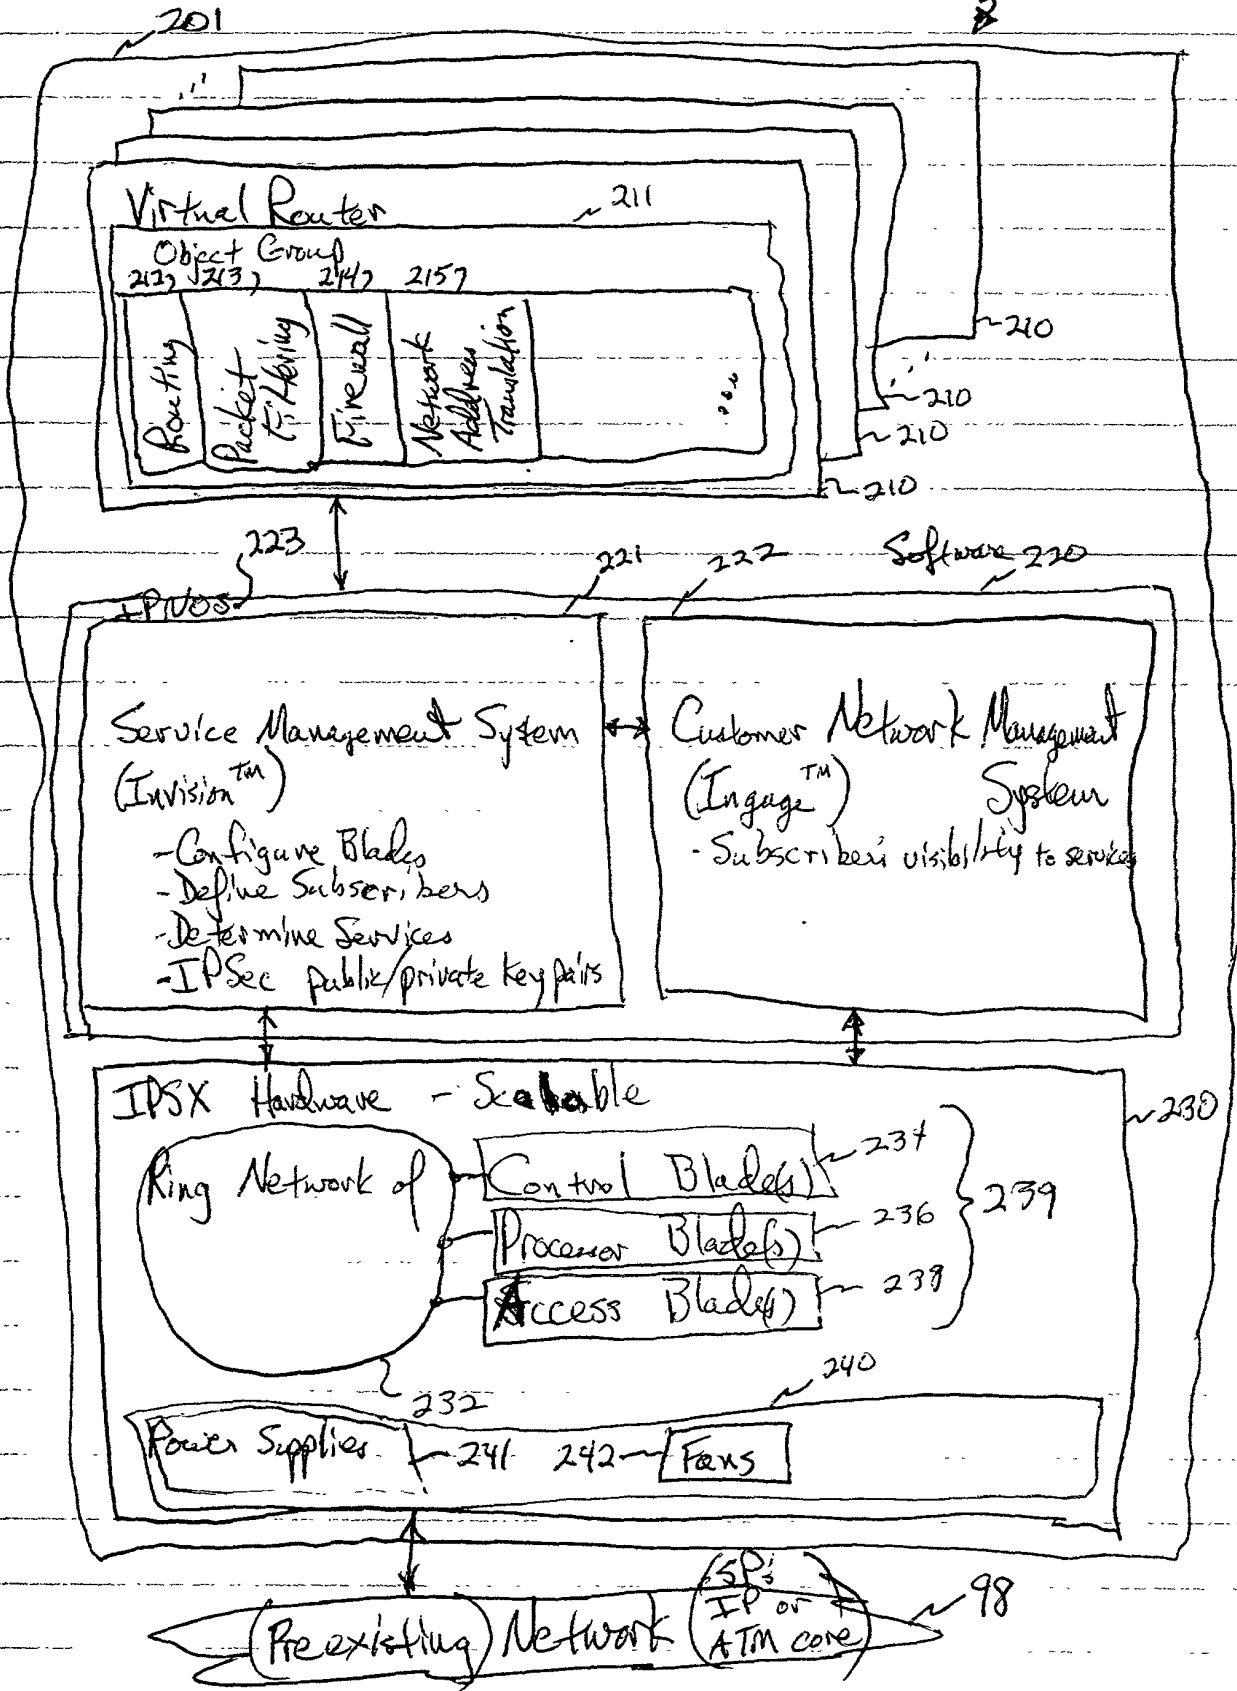 201
2
Virtual Router
211
Object Group
212
213
214
215
Routing
Packet
Filtering
Firewall
Network
Address
Translation
...
210
210
210
210
223
221
222
Software 220
IPNOS
Service Management System
(Invision™)
-Configure Blades
-Define Subscribers
-Determine Services
-IPSec public/private key pairs
Customer Network Management
(Ingage™) System
-Subscribers visibility to services
IPSX Hardware - Scalable
230
Ring Network of
Control Blade(s)
234
Processor Blade(s)
236
Access Blade(s)
238
239
232
240
Power Supplies
241
242
Fans
(Preexisting) Network
(SP's
IP or
ATM core)
98